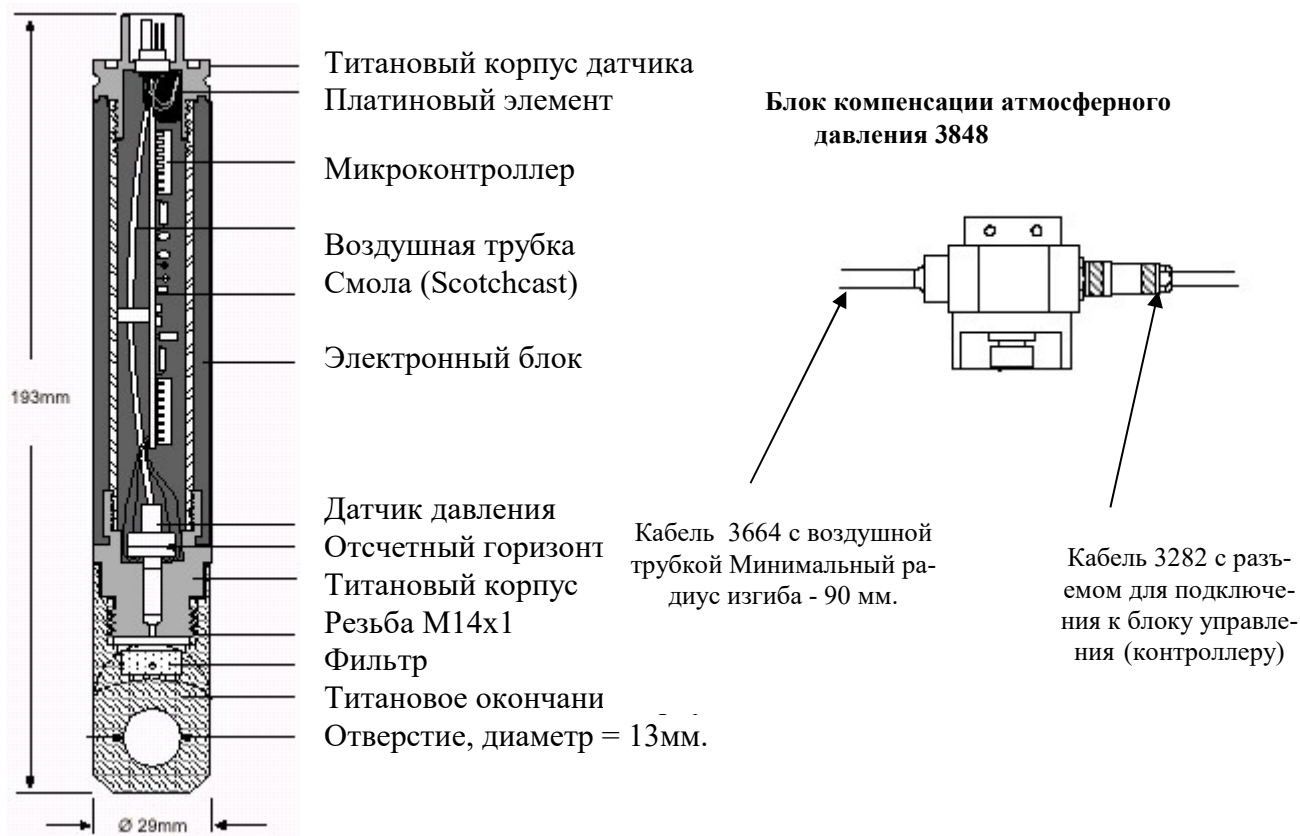 Титановый корпус датчика
Платиновый элемент
Микроконтроллер
Воздушная трубка
Смола (Scotchcast)
Электронный блок
Датчик давления
Отсчетный горизонт
Титановый корпус
Резьба М14х1
Фильтр
Титановое
Отверстие, диаметр = 13мм.
193mm
Ø 29mm
Блок компенсации атмосферного
давления 3848
Кабель 3664 с воздушной
трубкой Минимальный ра-
диус изгиба - 90 мм.
Кабель 3282 с разъ-
емом для подключе-
ния к блоку управле-
ния (контроллеру)